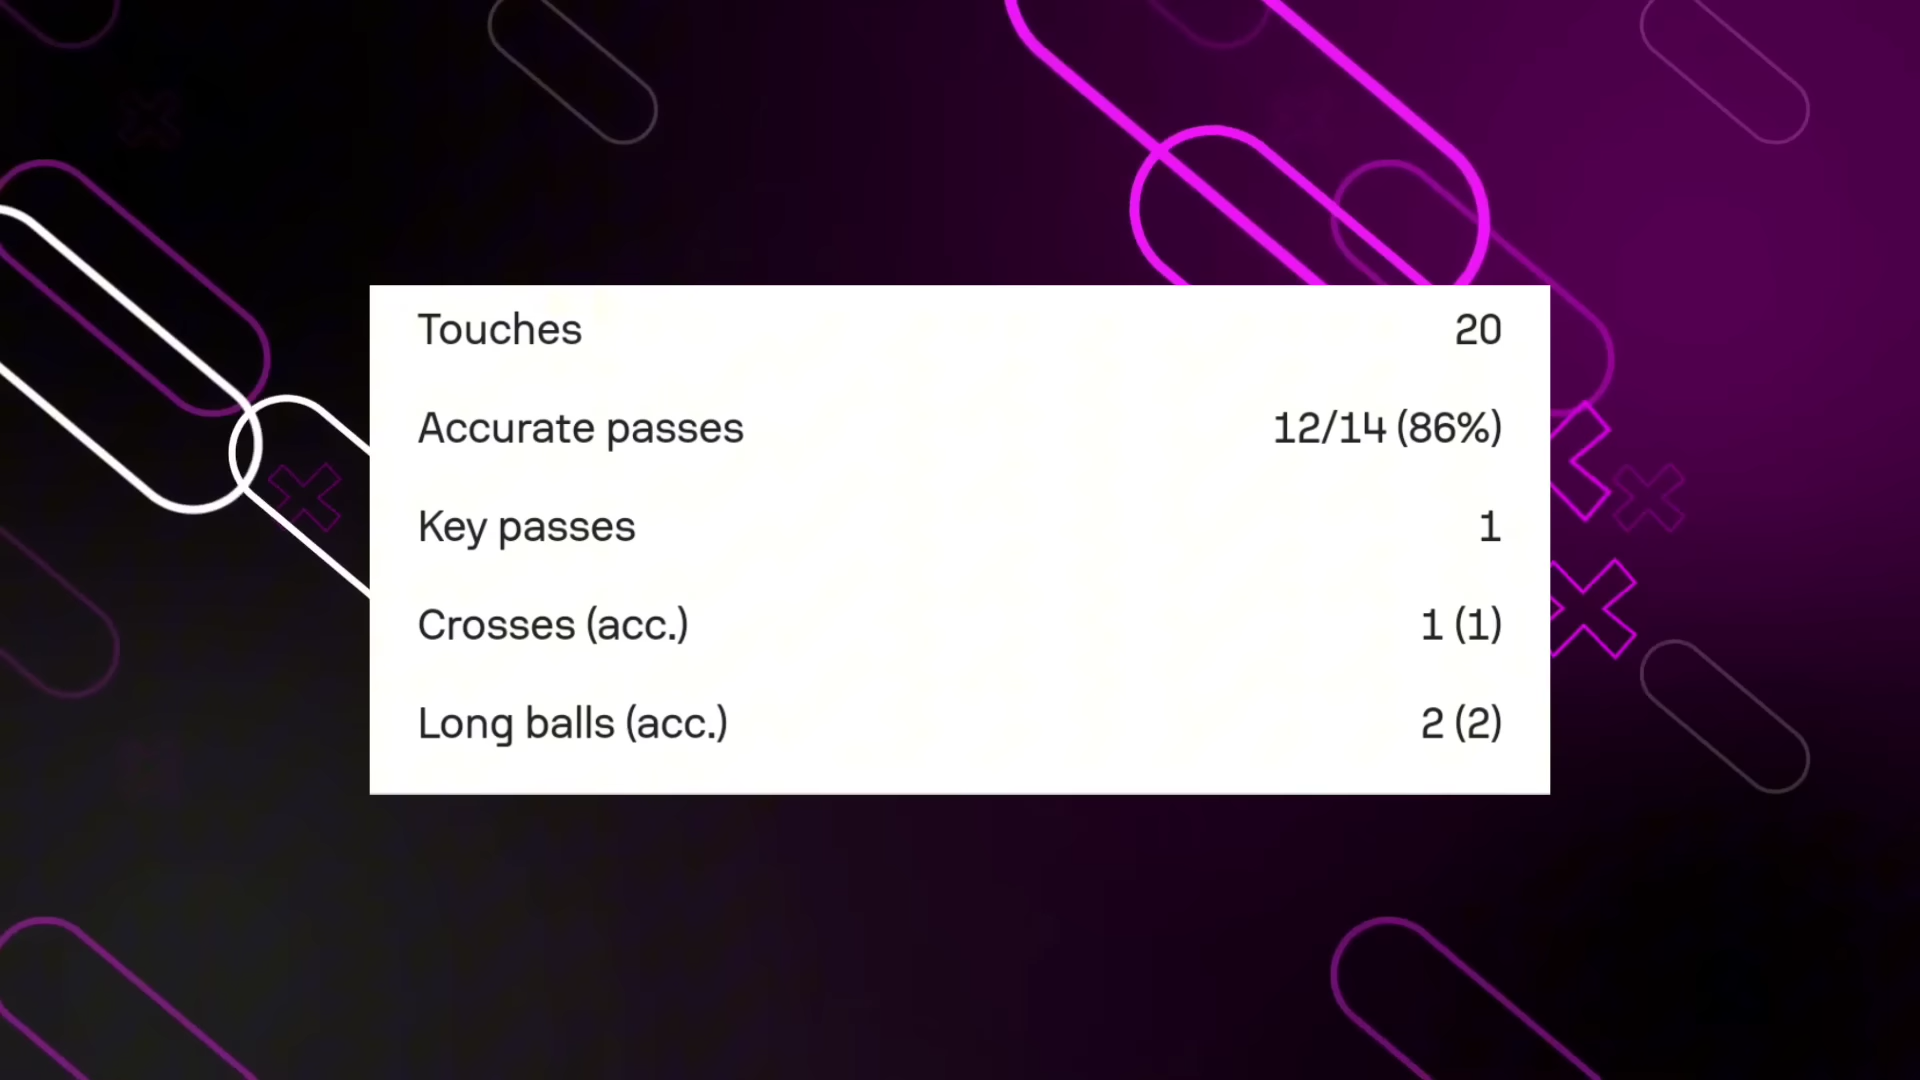 Touches 20
Accurate passes 12/14 (86%)
Key passes 1
Crosses (acc.) 1 (1)
Long balls (acc.) 2 (2)